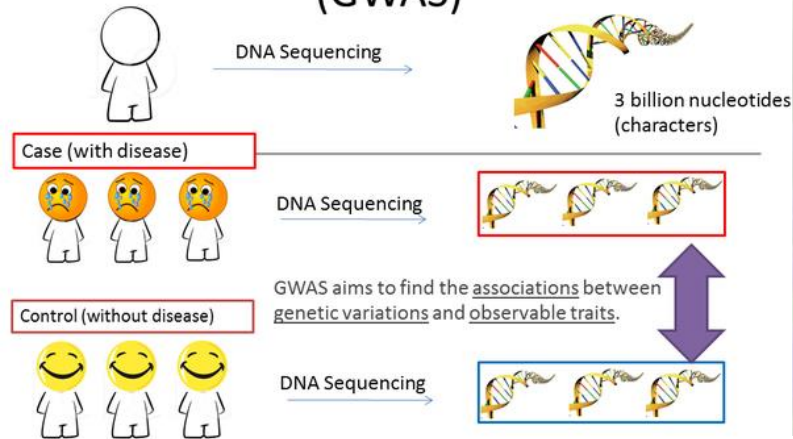 (GWAS)
DNA Sequencing
3 billion nucleotides
(characters)
Case (with disease)
DNA Sequencing
GWAS aims to find the associations between
genetic variations and observable traits.
Control (without disease)
DNA Sequencing